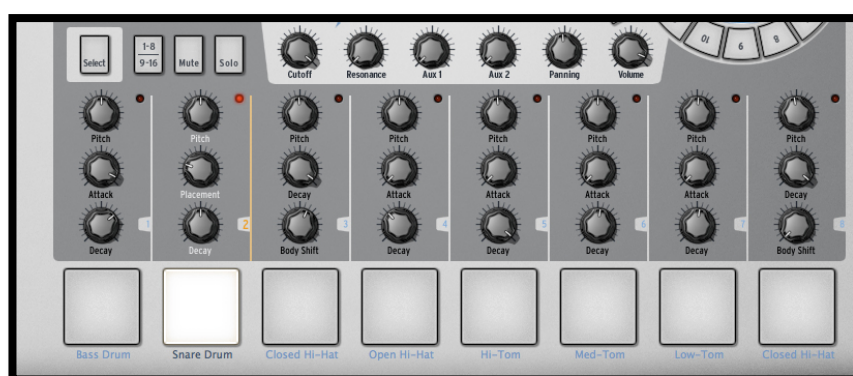 Select
1-8
9-16
Mute
Solo
Cutoff
Resonance
Aux 1
Aux 2
Panning
Volume
10
9
8
Pitch Pitch Pitch Pitch Pitch Pitch Pitch Pitch
Attack Placement Decay Attack Attack Attack Attack Decay
1 2 3 4 5 6 7 8
Decay Decay Body Shift Decay Decay Decay Decay Body Shift
Bass Drum Snare Drum Closed Hi-Hat Open Hi-Hat Hi-Tom Med-Tom Low-Tom Closed Hi-Hat